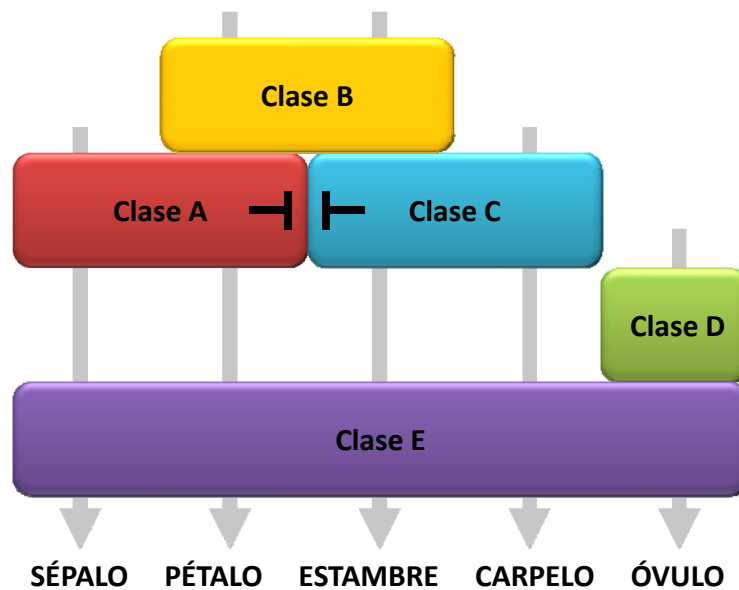 Clase B
Clase A
Clase C
Clase D
Clase E
SÉPALO PÉTALO ESTAMBRE CARPELO ÓVULO